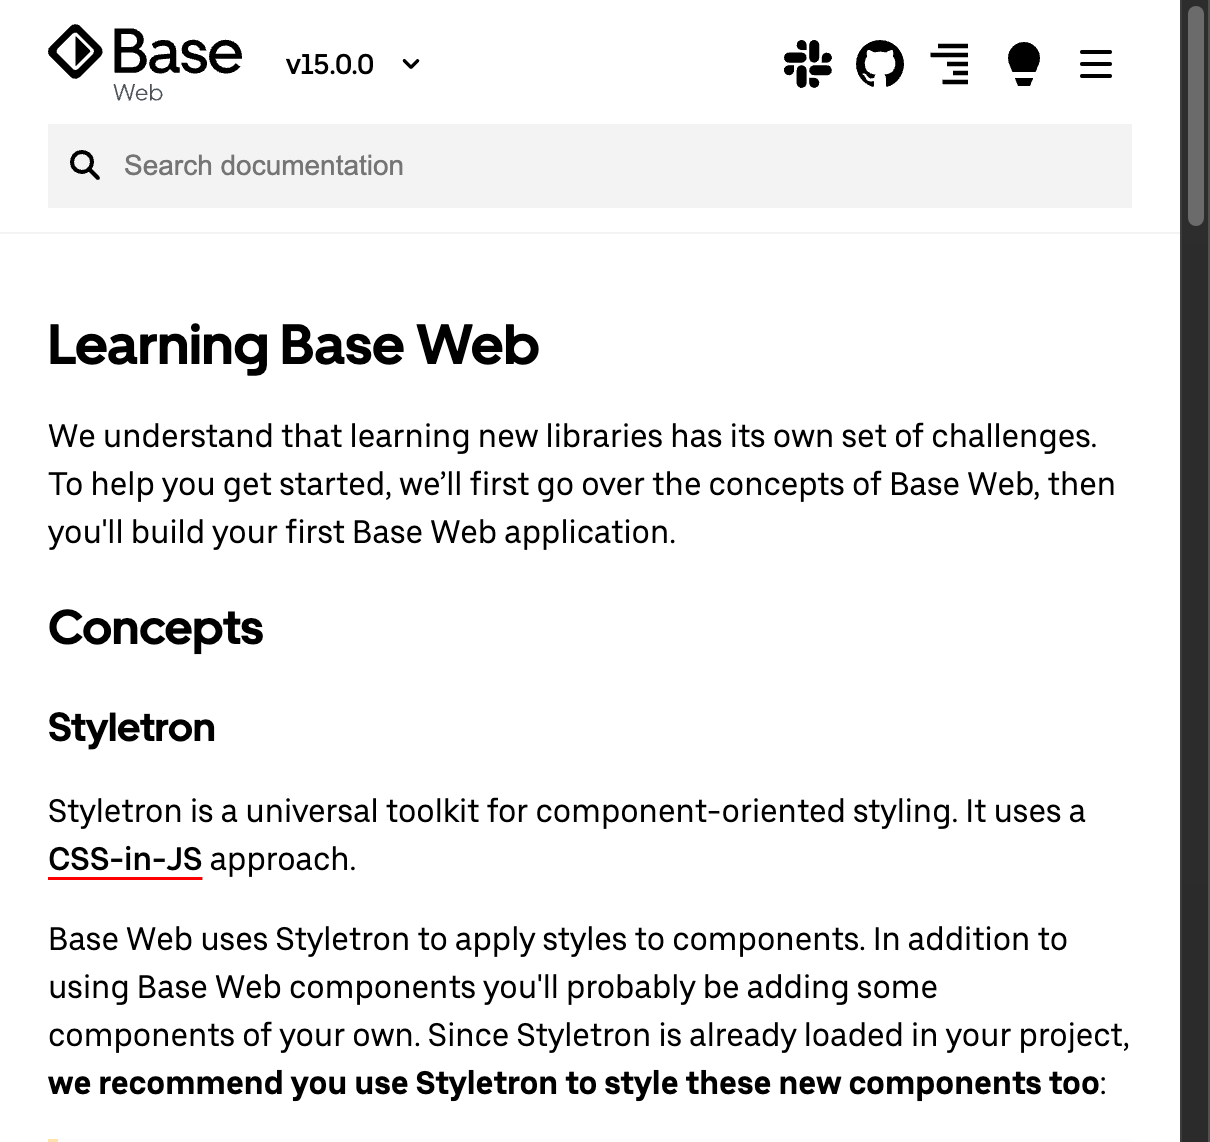 Base
Web
v15.0.0
Search documentation
Learning Base Web
We understand that learning new libraries has its own set of challenges.
To help you get started, we’ll first go over the concepts of Base Web, then
you'll build your first Base Web application.
Concepts
Styletron
Styletron is a universal toolkit for component-oriented styling. It uses a
CSS-in-JS approach.
Base Web uses Styletron to apply styles to components. In addition to
using Base Web components you'll probably be adding some
components of your own. Since Styletron is already loaded in your project,
we recommend you use Styletron to style these new components too: